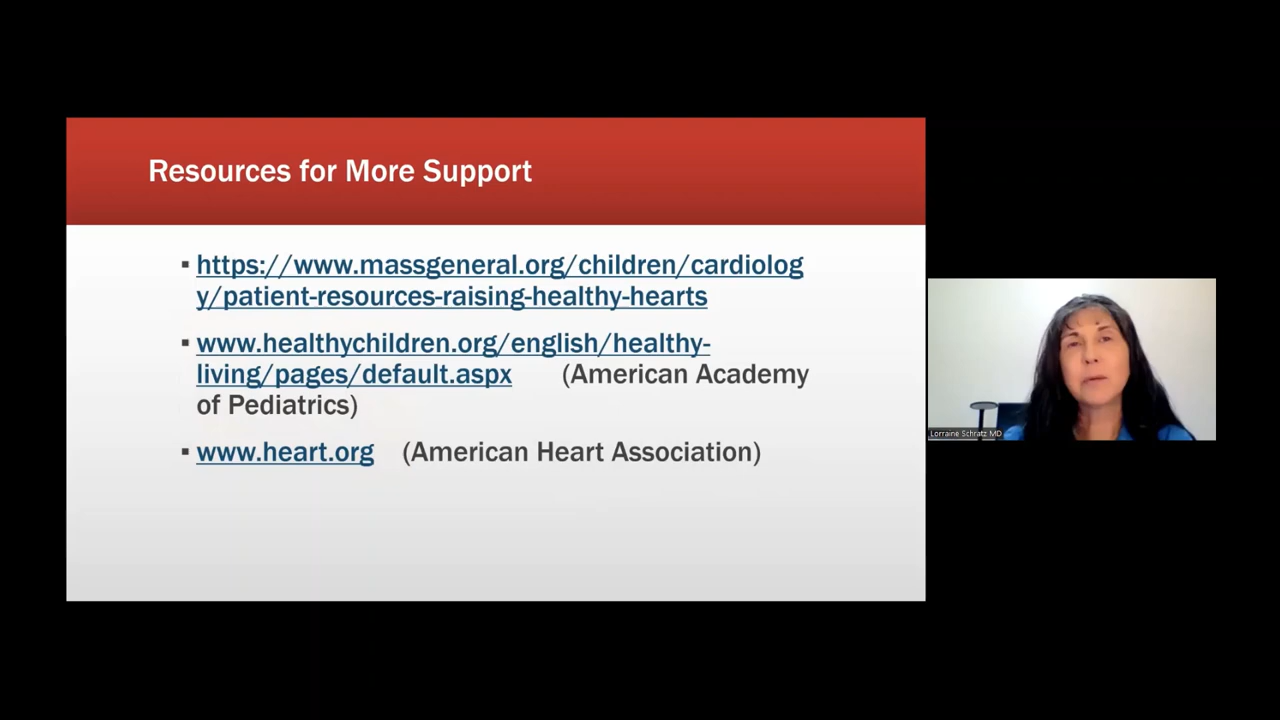 Resources for More Support
▪ https://www.massgeneral.org/children/cardiolog
y/patient-resources-raising-healthy-hearts
▪ www.healthychildren.org/english/healthy-
living/pages/default.aspx (American Academy
of Pediatrics)
▪ www.heart.org (American Heart Association)
Lorraine Schratz MD